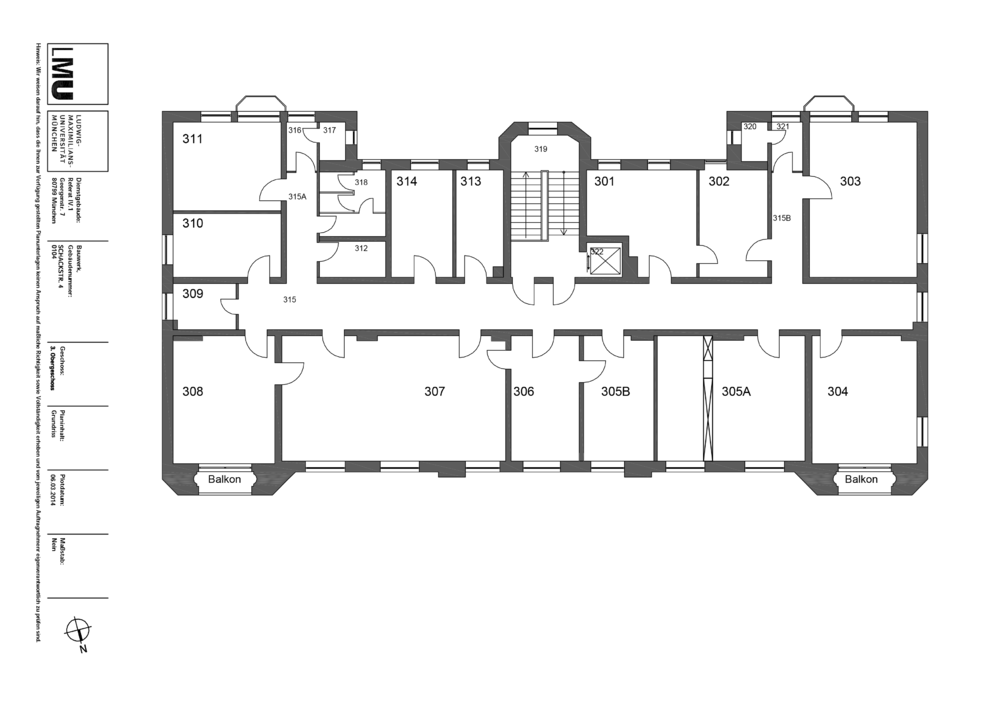 LMU
LUDWIG-
MAXIMILIANS-
UNIVERSITÄT
MÜNCHEN
Dienstgebäude:
Referat IV.1
Georgenstr. 7
80799 München
Bauwerk,
Gebäudenummer:
SCHACKSTR. 4
0104
Geschoss:
3. Obergeschoss
Planinhalt:
Grundriss
Plotdatum:
06.03.2014
Maßstab:
Nein
Hinweis: Wir weisen darauf hin, dass die Ihnen zur Verfügung gestellten Planunterlagen keinen Anspruch auf maßliche Richtigkeit sowie Vollständigkeit erheben und vom jeweiligen Auftragnehmer eigenverantwortlich zu prüfen sind.
N
311
316
317
319
320
321
318
314
313
301
302
303
315A
310
315B
312
322
309
315
308
307
306
305B
305A
304
Balkon
Balkon